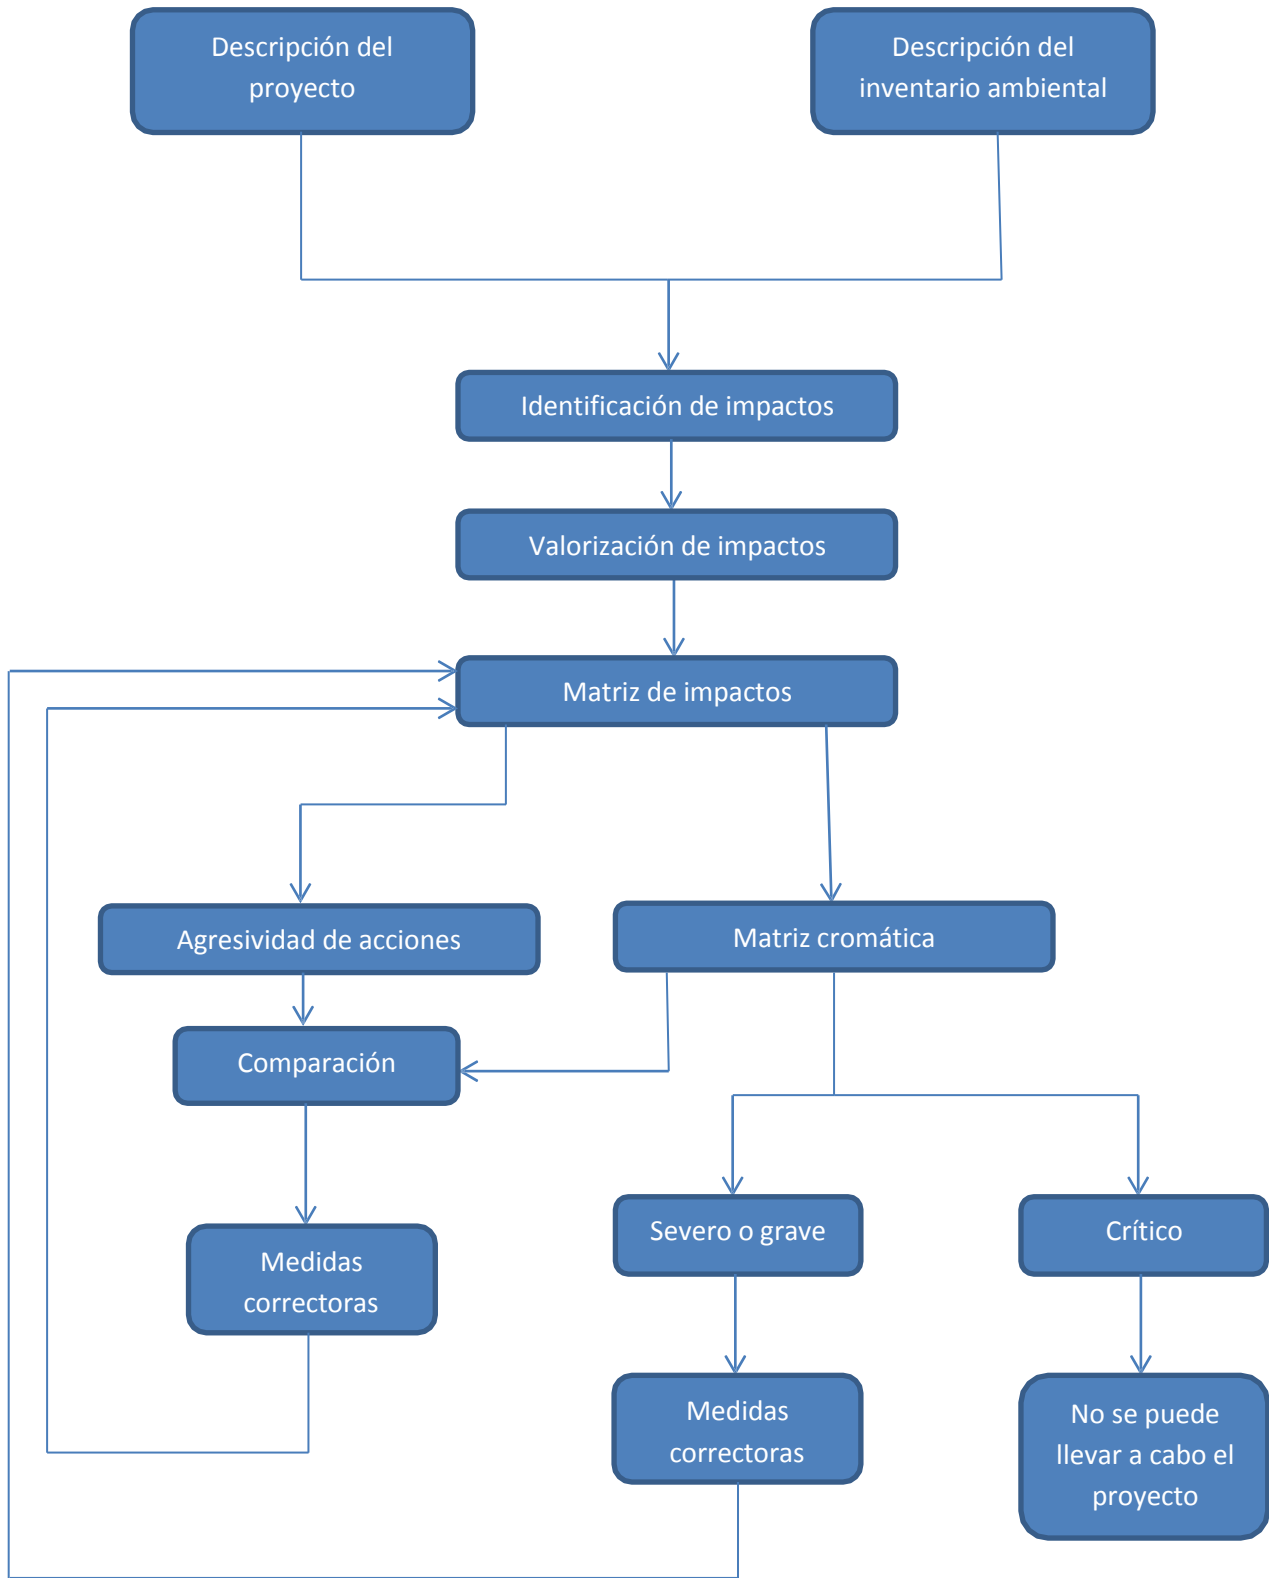 Descripción del
proyecto
Descripción del
inventario ambiental
Identificación de impactos
Valorización de impactos
Matriz de impactos
Agresividad de acciones
Matriz cromática
Comparación
Severo o grave
Crítico
Medidas
correctoras
Medidas
correctoras
No se puede
llevar a cabo el
proyecto